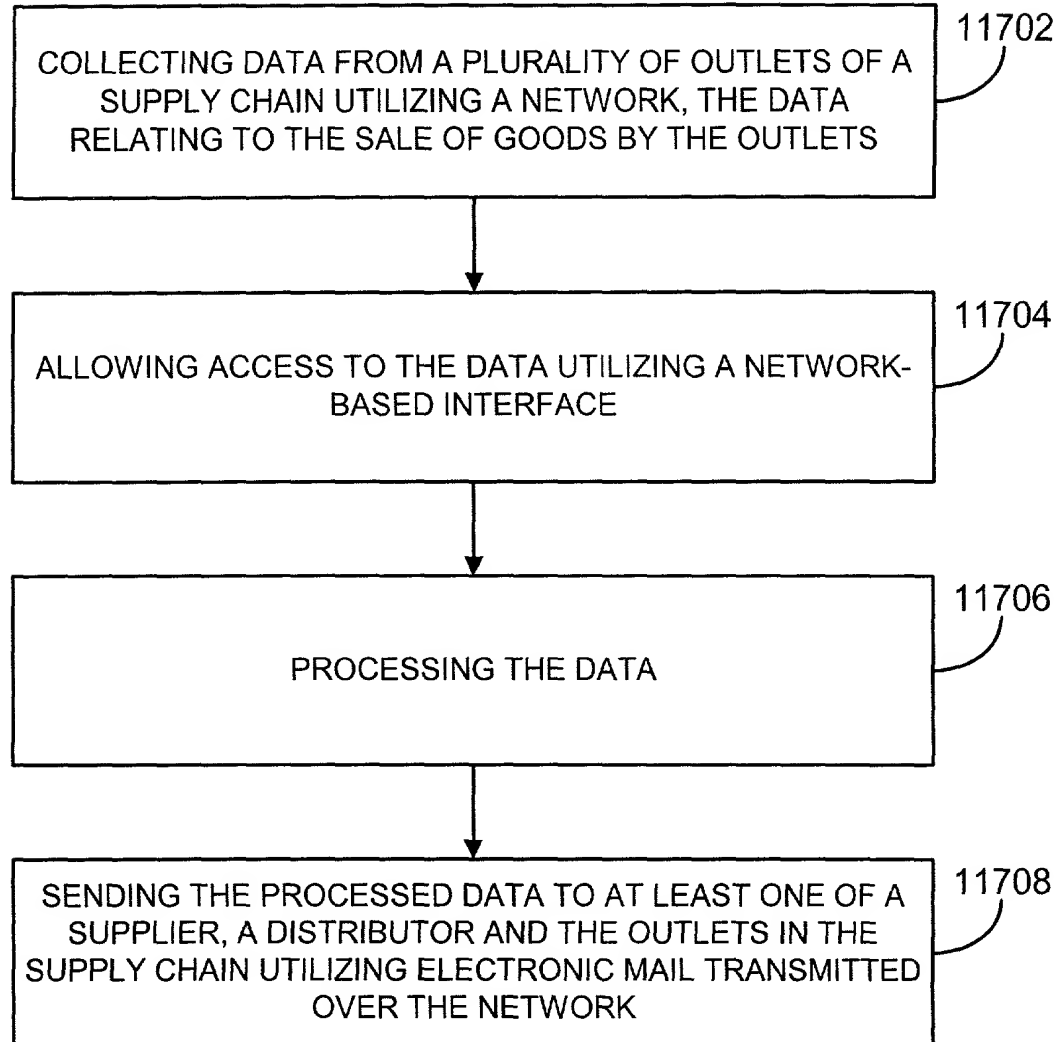 11702
COLLECTING DATA FROM A PLURALITY OF OUTLETS OF A
SUPPLY CHAIN UTILIZING A NETWORK, THE DATA
RELATING TO THE SALE OF GOODS BY THE OUTLETS
11704
ALLOWING ACCESS TO THE DATA UTILIZING A NETWORK-
BASED INTERFACE
11706
PROCESSING THE DATA
11708
SENDING THE PROCESSED DATA TO AT LEAST ONE OF A
SUPPLIER, A DISTRIBUTOR AND THE OUTLETS IN THE
SUPPLY CHAIN UTILIZING ELECTRONIC MAIL TRANSMITTED
OVER THE NETWORK